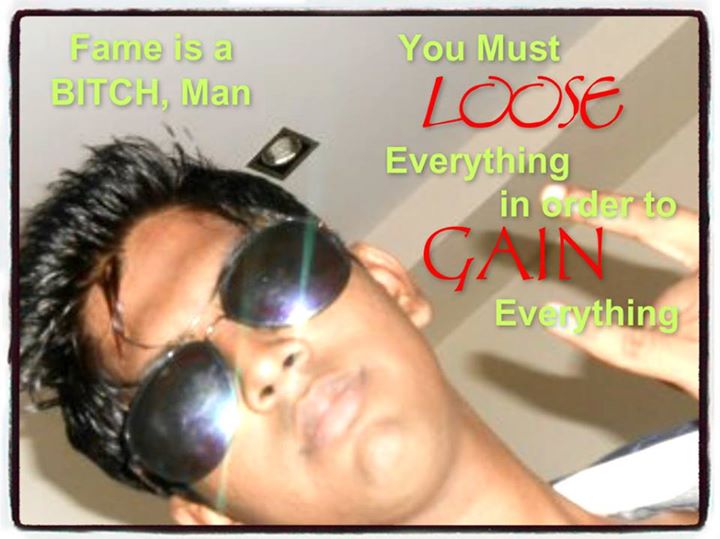 Fame is a
BITCH, Man
You Must
LOOSE
Everything
in order to
GAIN
Everything